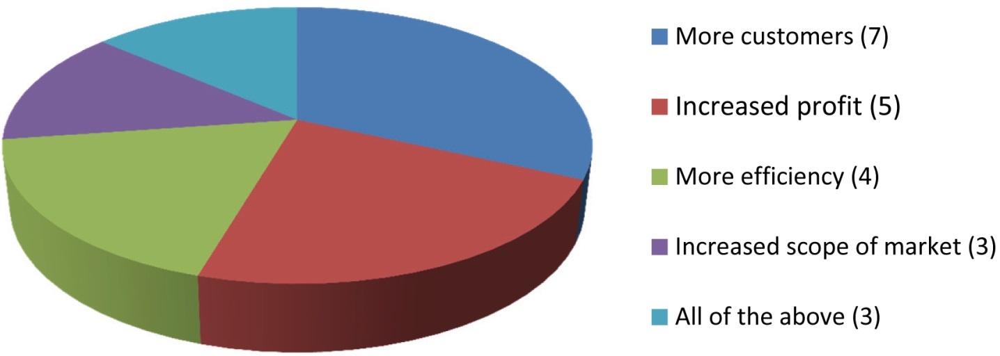 More customers (7)
Increased profit (5)
More efficiency (4)
Increased scope of market (3)
All of the above (3)